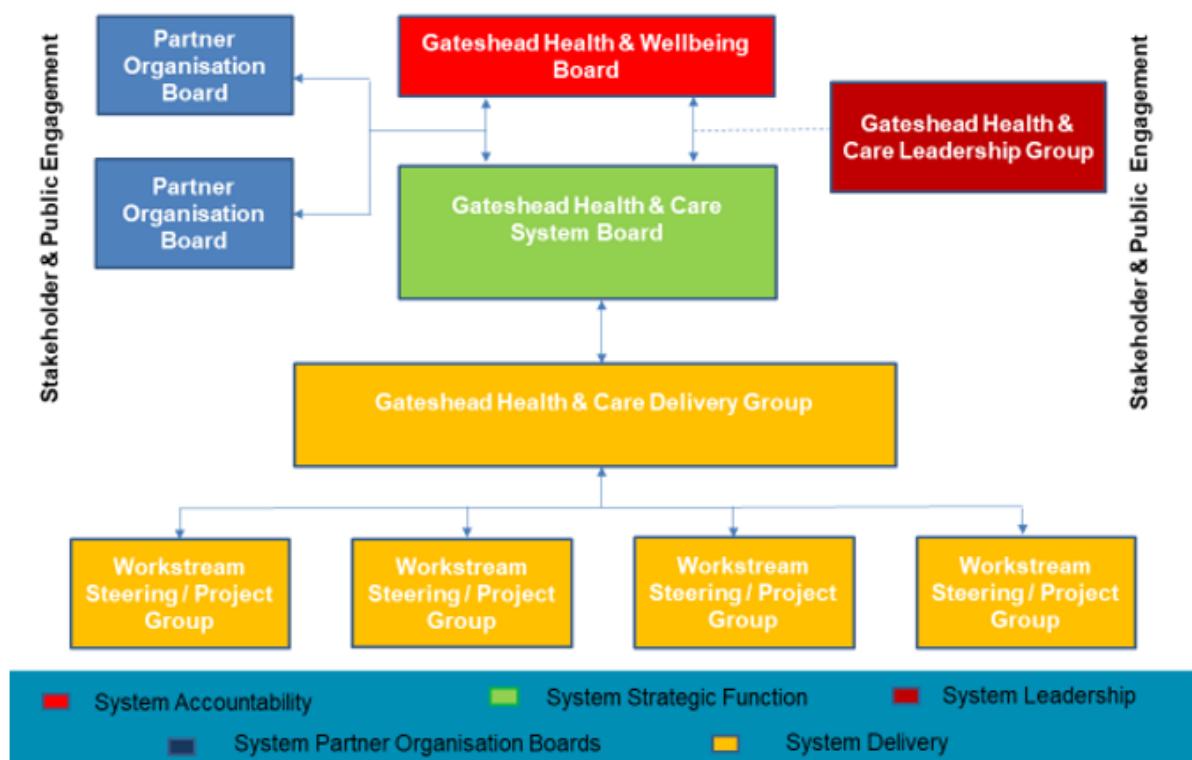 Stakeholder & Public Engagement
Partner
Organisation
Board
Gateshead Health & Wellbeing
Board
Gateshead Health &
Care Leadership Group
Stakeholder & Public  Engagement
Partner
Organisation
Board
Gateshead Health & Care
System Board
Gateshead Health & Care Delivery Group
Workstream
Steering / Project
Group
Workstream
Steering / Project
Group
Workstream
Steering / Project
Group
Workstream
Steering / Project
Group
System Accountability
System Strategic Function
System Leadership
System Partner Organisation Boards
System Delivery